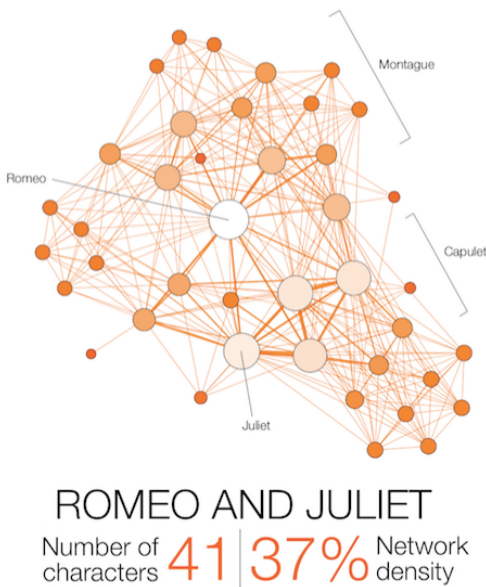 Montague
Romeo
Capulet
Juliet
ROMEO AND JULIET
Number of characters 41
37% Network density